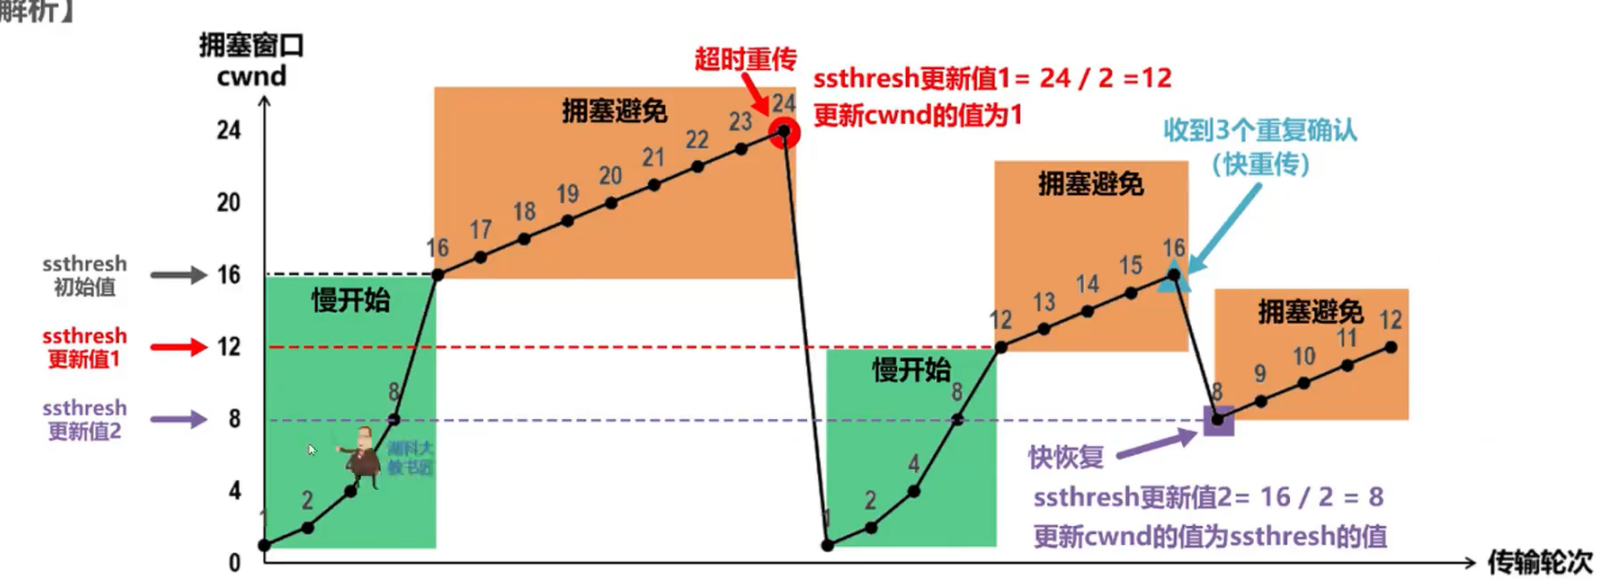 解析】
拥塞窗口
cwnd
24
20
16
12
8
4
0
ssthresh
初始值
ssthresh
更新值1
ssthresh
更新值2
慢开始
1
2
8
湖科大
教书匠
拥塞避免
16
17
18
19
20
21
22
23
24
超时重传
ssthresh更新值1= 24 / 2 =12
更新cwnd的值为1
慢开始
1
2
4
8
拥塞避免
12
13
14
15
16
收到3个重复确认
（快重传）
拥塞避免
8
9
10
11
12
快恢复
ssthresh更新值2= 16 / 2 = 8
更新cwnd的值为ssthresh的值
传输轮次